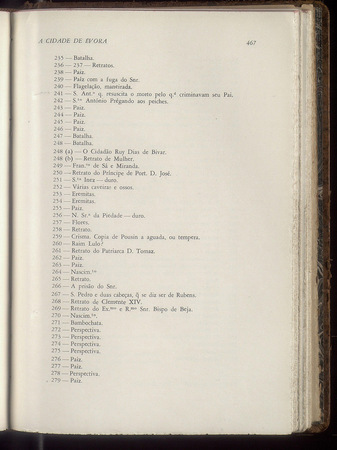 A CIDADE DE EVORA
467
235 — Batalha.
236 — 237 — Retratos.
238 — Paiz.
239 — Paíz com a fuga do Snr.
240 — Flagelação, manteirada.
241 — S. Ant.º q. resuscita o morto pelo q.ª criminavam seu Pai.
242 — S.to António Prégando aos peixes.
243 — Paiz.
244 — Paiz.
245 — Paiz.
246 — Paiz.
247 — Batalha.
248 — Batalha.
248 (a) — O Cidadão Ruy Dias de Bivar.
248 (b) — Retrato de Mulher.
249 — Fran.co de Sá e Miranda.
250 — Retrato do Príncipe de Port. D. José.
251 — S.ta Inez — duro.
252 — Várias caveiras e ossos.
253 — Eremitas.
254 — Eremitas.
255 — Paiz.
256 — N. Sr.ª da Piedade — duro.
257 — Flores.
258 — Retrato.
259 — Crisma. Copia de Pousin a aguada, ou tempera.
260 — Raim Lulo?
261 — Retrato do Patriarca D. Tomaz.
262 — Paiz.
263 — Paiz.
264 — Nascim.to
265 — Retrato.
266 — A prisão do Snr.
267 — S. Pedro e duas cabeças, q̃ se diz ser de Rubens.
268 — Retrato de Clemente XIV.
269 — Retrato do Ex.mo e R.mo Snr. Bispo de Beja.
270 — Nascim.to.
271 — Bambochata.
272 — Perspectiva.
273 — Perspectiva.
274 — Perspectiva.
275 — Perspectiva.
276 — Paiz.
277 — Paiz.
278 — Perspectiva.
279 — Paiz.